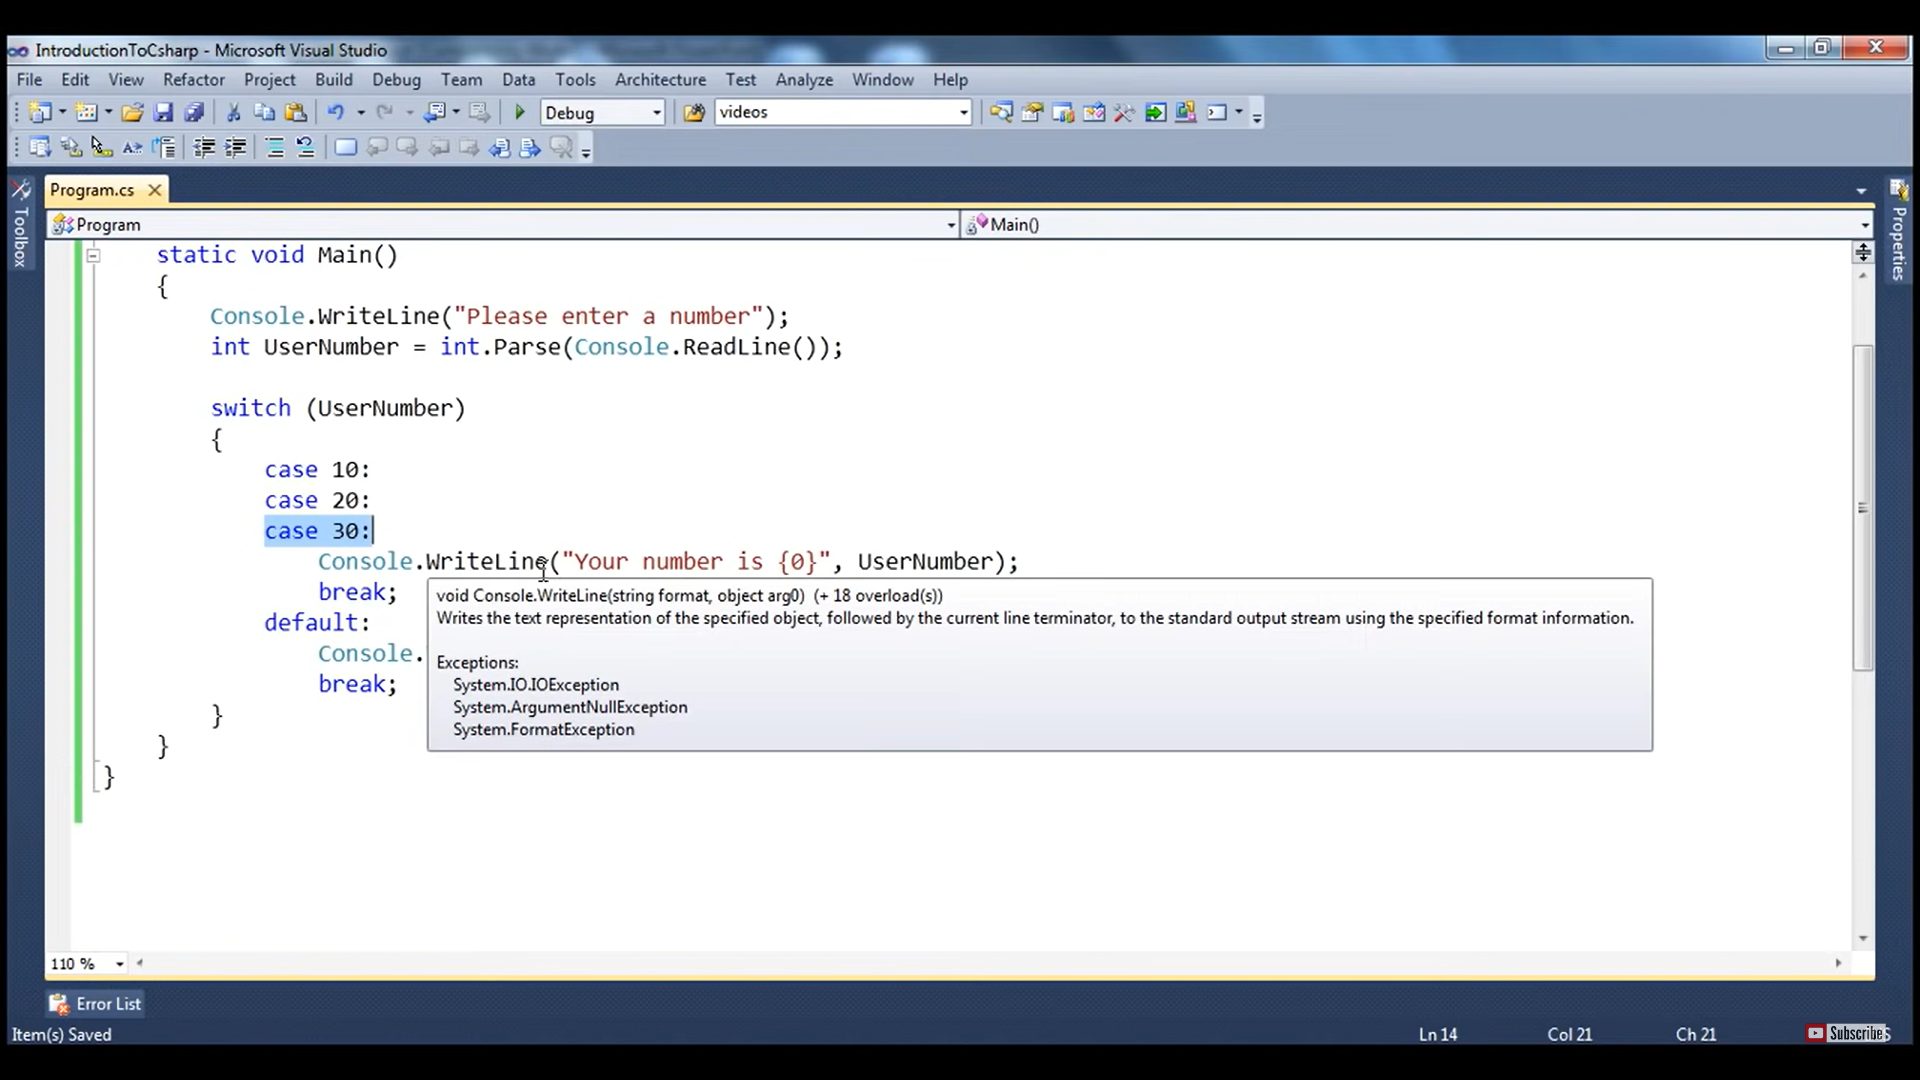 IntroductionToCsharp - Microsoft Visual Studio
File Edit View Refactor Project Build Debug Team Data Tools Architecture Test Analyze Window Help
Debug videos
Program.cs
Toolbox
Properties
Program Main()
static void Main()
{
Console.WriteLine("Please enter a number");
int UserNumber = int.Parse(Console.ReadLine());
switch (UserNumber)
{
case 10:
case 20:
case 30:
Console.WriteLine("Your number is {0}", UserNumber);
break;
void Console.WriteLine(string format, object arg0) (+ 18 overload(s))
Writes the text representation of the specified object, followed by the current line terminator, to the standard output stream using the specified format information.
Exceptions:
System.IO.IOException
System.ArgumentNullException
System.FormatException
default:
Console.
break;
}
}
}
110 %
Error List
Item(s) Saved Ln 14 Col 21 Ch 21
Subscribe